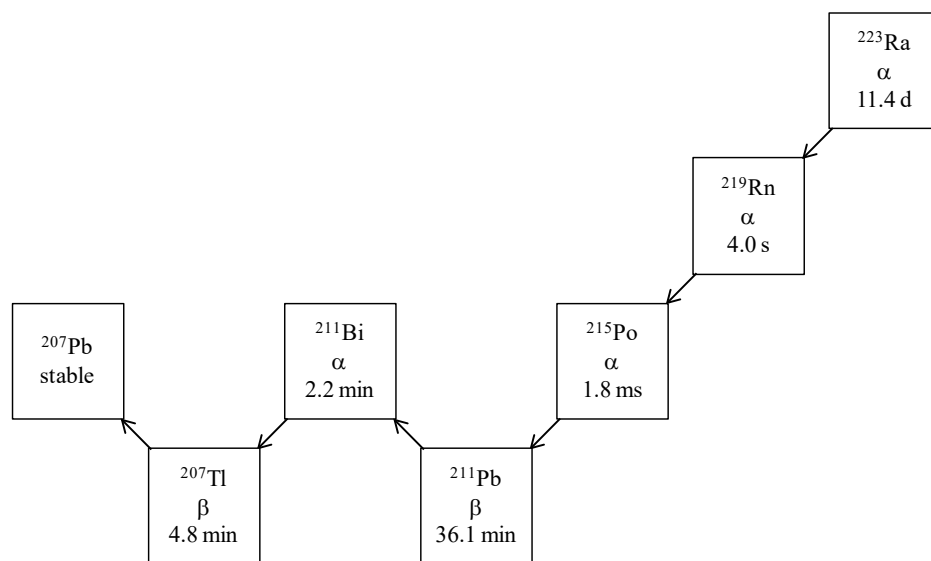 ²²³Ra
α
11.4 d
²¹⁹Rn
α
4.0 s
²⁰⁷Pb
stable
²¹¹Bi
α
2.2 min
²¹⁵Po
α
1.8 ms
²⁰⁷Tl
β
4.8 min
²¹¹Pb
β
36.1 min